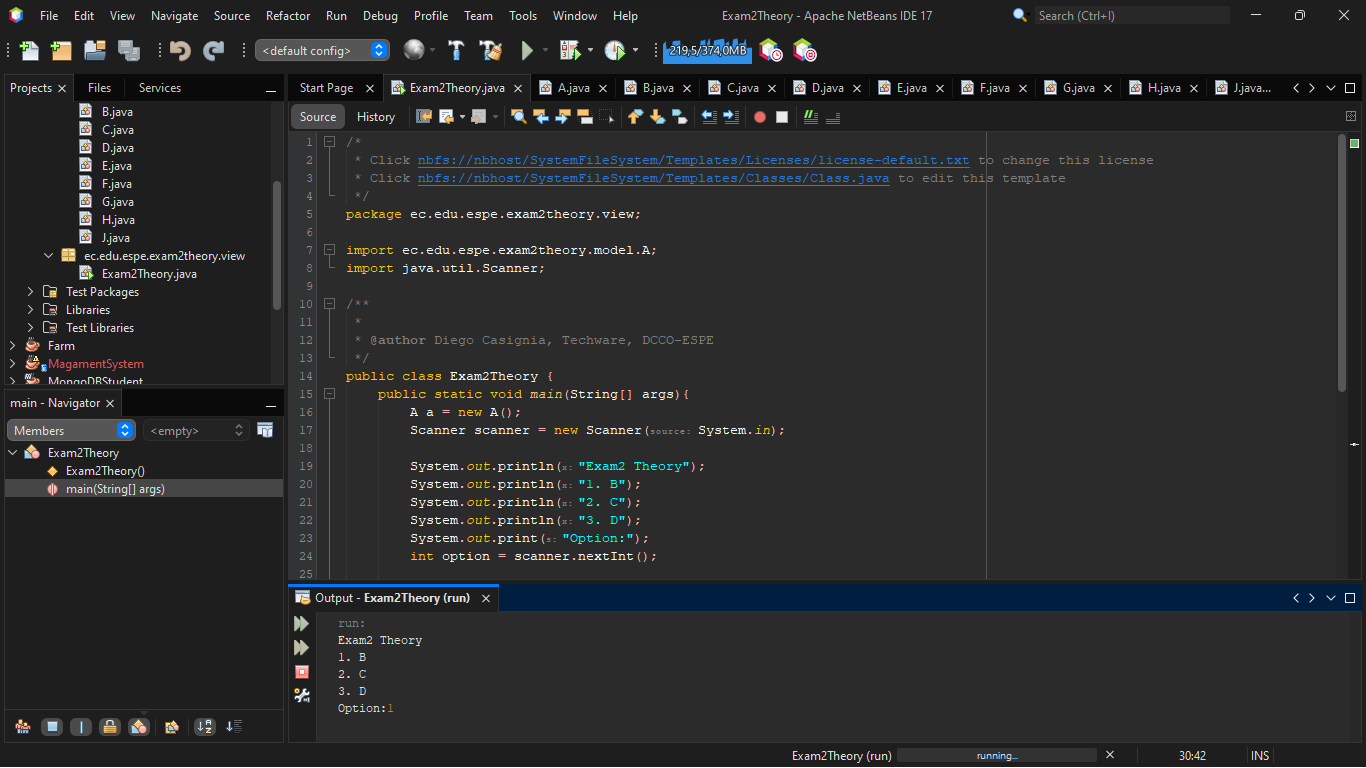 File Edit View Navigate Source Refactor Run Debug Profile Team Tools Window Help Exam2Theory - Apache NetBeans IDE 17 Search (Ctrl+I)
<default config> 219,5/374,0MB
Projects Files Services
B.java
C.java
D.java
E.java
F.java
G.java
H.java
J.java
ec.edu.espe.exam2theory.view
Exam2Theory.java
Test Packages
Libraries
Test Libraries
Farm
MagamentSystem
MongoDBStudent
main - Navigator
Members <empty>
Exam2Theory
Exam2Theory()
main(String[] args)
Start Page Exam2Theory.java A.java B.java C.java D.java E.java F.java G.java H.java J.java...
Source History
1 /*
2 * Click nbfs://nbhost/SystemFileSystem/Templates/Licenses/license-default.txt to change this license
3 * Click nbfs://nbhost/SystemFileSystem/Templates/Classes/Class.java to edit this template
4 */
5 package ec.edu.espe.exam2theory.view;
6
7 import ec.edu.espe.exam2theory.model.A;
8 import java.util.Scanner;
9
10 /**
11 *
12 * @author Diego Casignia, Techware, DCCO-ESPE
13 */
14 public class Exam2Theory {
15 public static void main(String[] args){
16 A a = new A();
17 Scanner scanner = new Scanner(source: System.in);
18
19 System.out.println(x: "Exam2 Theory");
20 System.out.println(x: "1. B");
21 System.out.println(x: "2. C");
22 System.out.println(x: "3. D");
23 System.out.print(s: "Option:");
24 int option = scanner.nextInt();
25
Output - Exam2Theory (run)
run:
Exam2 Theory
1. B
2. C
3. D
Option:1
Exam2Theory (run) running... 30:42 INS